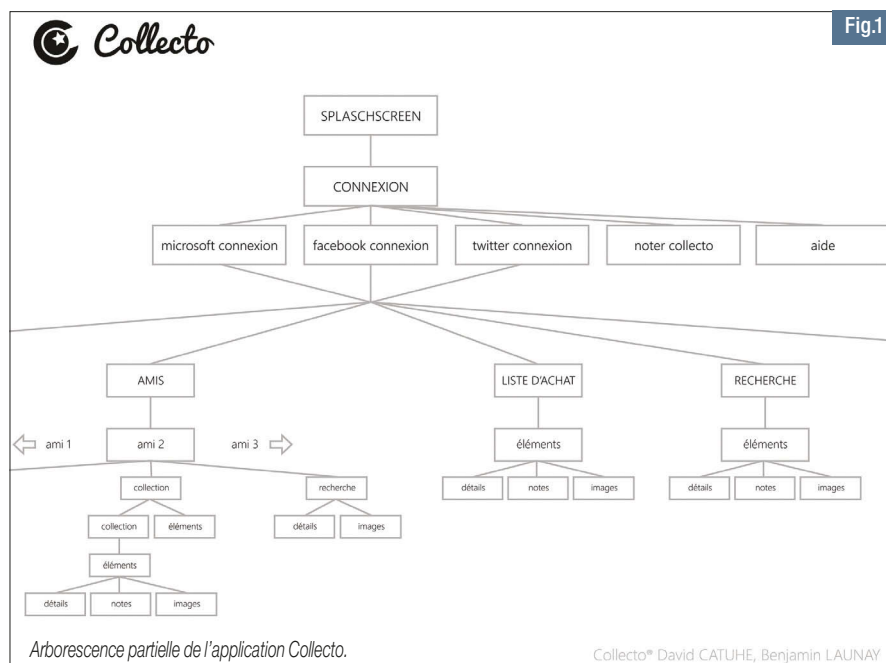 Collecto
Fig.1
SPLASCHSCREEN
CONNEXION
microsoft connexion
facebook connexion
twitter connexion
noter collecto
aide
AMIS
LISTE D'ACHAT
RECHERCHE
ami 1
ami 2
ami 3
éléments
éléments
collection
recherche
détails
notes
images
détails
notes
images
collection
éléments
détails
images
éléments
détails
notes
images
Arborescence partielle de l'application Collecto.
Collecto® David CATUHE, Benjamin LAUNAY